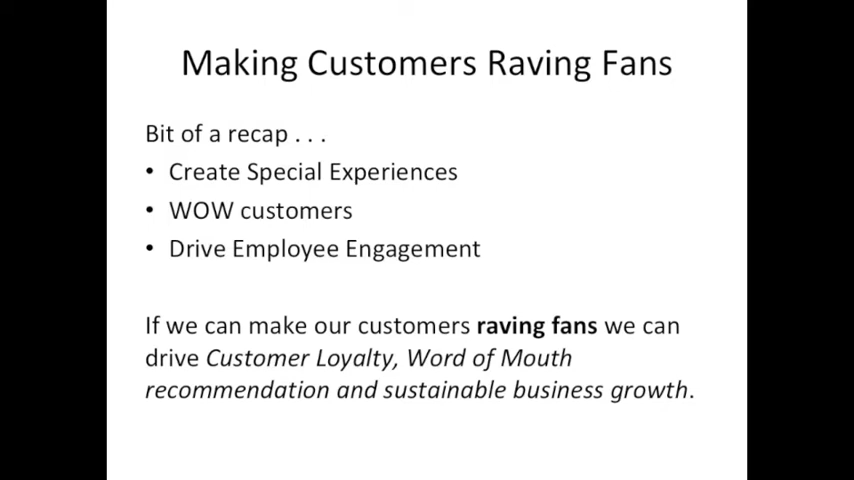 Making Customers Raving Fans
Bit of a recap . . .
• Create Special Experiences
• WOW customers
• Drive Employee Engagement
If we can make our customers raving fans we can
drive Customer Loyalty, Word of Mouth
recommendation and sustainable business growth.